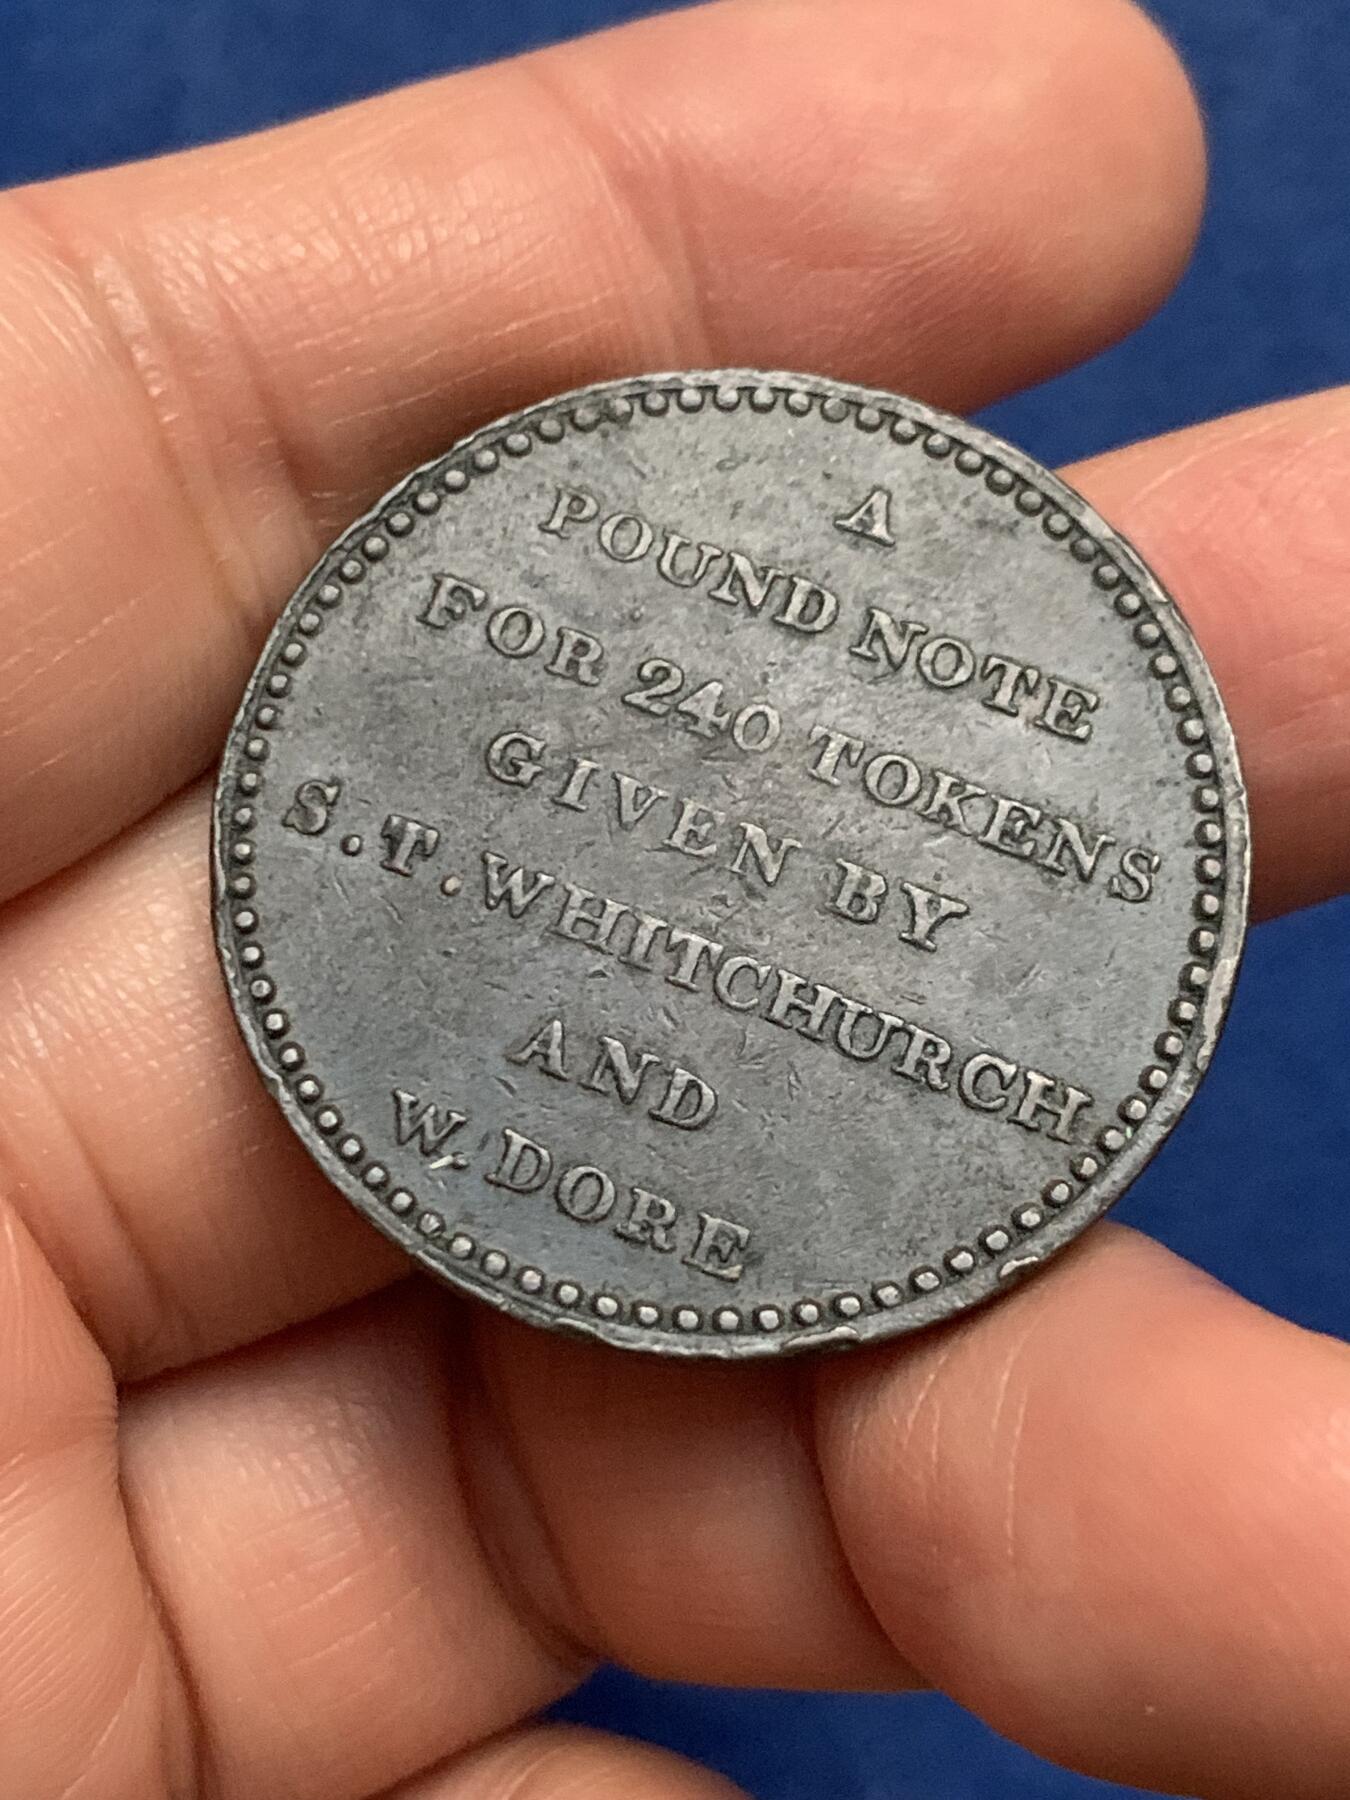 A
POUND NOTE
FOR 240 TOKENS
GIVEN BY
S.T. WHITCHURCH
AND
W. DORE